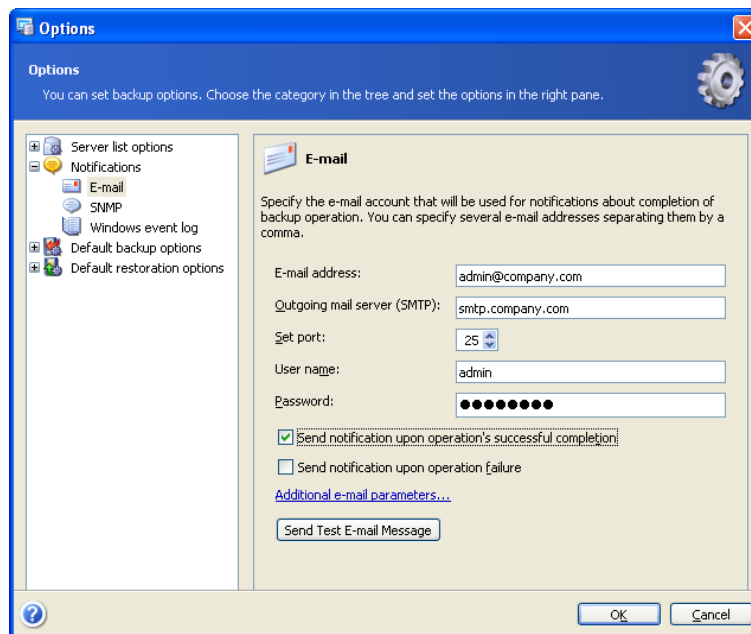 Options
Options
You can set backup options. Choose the category in the tree and set the options in the right pane.
Server list options
Notifications
E-mail
SNMP
Windows event log
Default backup options
Default restoration options
E-mail
Specify the e-mail account that will be used for notifications about completion of
backup operation. You can specify several e-mail addresses separating them by a
comma.
E-mail address:
admin@company.com
Outgoing mail server (SMTP):
smtp.company.com
Set port:
25
User name:
admin
Password:
●●●●●●●●
Send notification upon operation's successful completion
Send notification upon operation failure
Additional e-mail parameters...
Send Test E-mail Message
?
OK
Cancel